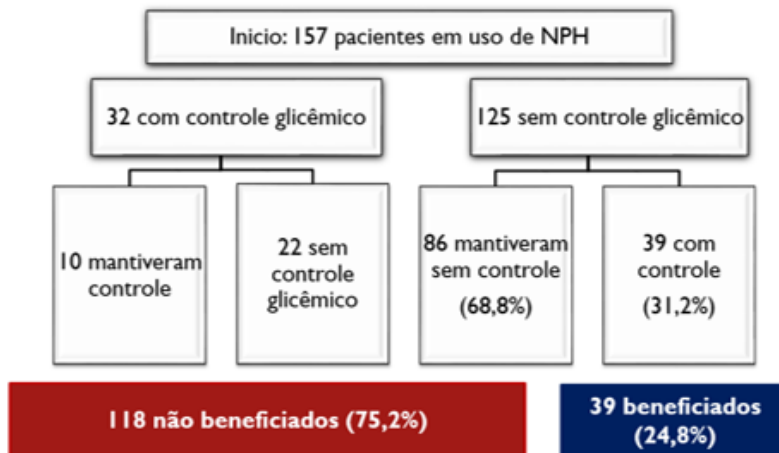 Inicio: 157 pacientes em uso de NPH
32 com controle glicêmico
125 sem controle glicêmico
10 mantiveram
controle
22 sem
controle
glicêmico
86 mantiveram
sem controle
(68,8%)
39 com
controle
(31,2%)
118 não beneficiados (75,2%)
39 beneficiados
(24,8%)